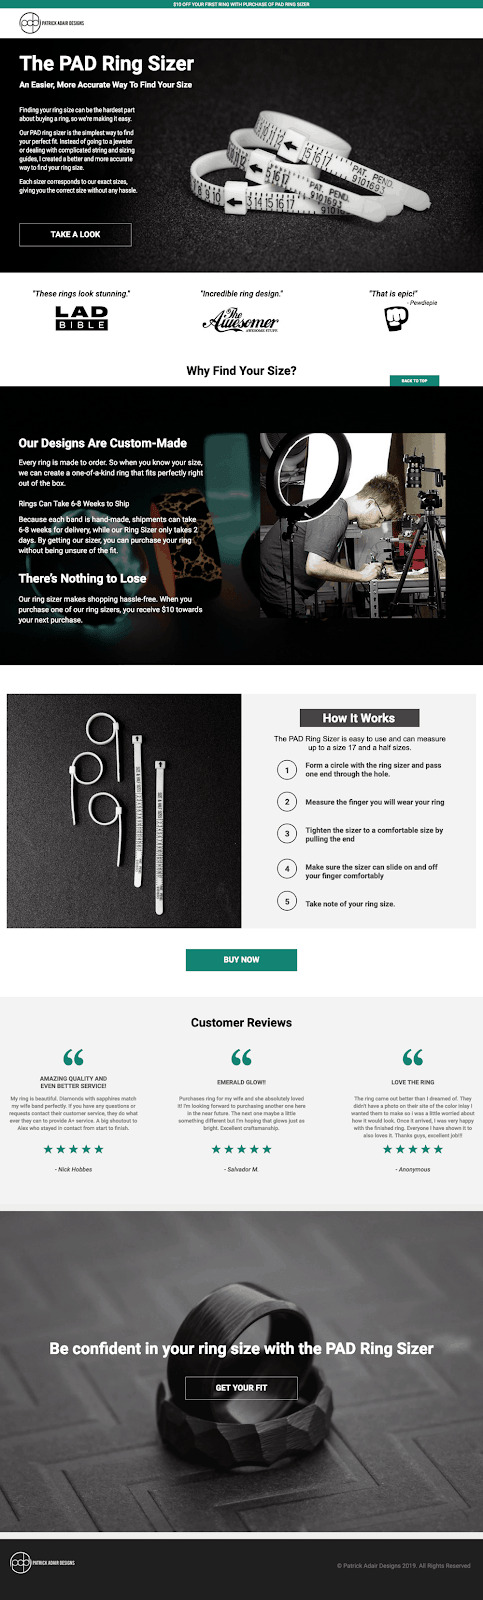 $10 OFF YOUR FIRST RING WITH PURCHASE OF PAD RING SIZER
pap PATRICK ADAIR DESIGNS
The PAD Ring Sizer
An Easier, More Accurate Way To Find Your Size
Finding your ring size can be the hardest part
about buying a ring, so we're making it easy.
Our PAD ring sizer is the simplest way to find
your perfect fit. Instead of going to a jeweler
or dealing with complicated string and sizing
guides, I created a better and more accurate
way to find your ring size.
Each sizer corresponds to our exact sizes,
giving you the correct size without any hassle.
TAKE A LOOK
PAT. PEND.
"These rings look stunning."
LAD
BIBLE
"Incredible ring design."
The
Awesomer
AWESOME STUFF.
"That is epic!"
- Pewdiepie
Why Find Your Size?
BACK TO TOP
Our Designs Are Custom-Made
Every ring is made to order. So when you know your size,
we can create a one-of-a-kind ring that fits perfectly right
out of the box.
Rings Can Take 6-8 Weeks to Ship
Because each band is hand-made, shipments can take
6-8 weeks for delivery, while our Ring Sizer only takes 2
days. By getting our sizer, you can purchase your ring
without being unsure of the fit.
There's Nothing to Lose
Our ring sizer makes shopping hassle-free. When you
purchase one of our ring sizers, you receive $10 towards
your next purchase.
How It Works
The PAD Ring Sizer is easy to use and can measure
up to a size 17 and a half sizes.
1 Form a circle with the ring sizer and pass
one end through the hole.
2 Measure the finger you will wear your ring
3 Tighten the sizer to a comfortable size by
pulling the end
4 Make sure the sizer can slide on and off
your finger comfortably
5 Take note of your ring size.
BUY NOW
Customer Reviews
AMAZING QUALITY AND
EVEN BETTER SERVICE!
My ring is beautiful. Diamonds with sapphires match
my wife band perfectly. If you have any questions or
requests contact their customer service, they do what
ever they can to provide A+ service. A big shoutout to
Alex who stayed in contact from start to finish.
- Nick Hobbes
EMERALD GLOW!!
Purchases ring for my wife and she absolutely loved
it! I'm looking forward to purchasing another one here
in the near future. The next one maybe a little
something different but I'm hoping that glows just as
bright. Excellent craftsmanship.
- Salvador M.
LOVE THE RING
The ring came out better than I dreamed of. They
didn't have a photo on their site of the color inlay I
wanted them to make so I was a little worried about
how it would look. Once it arrived, I was very happy
with the finished ring. Everyone I have shown it to
also loves it. Thanks guys, excellent job!!!
- Anonymous
Be confident in your ring size with the PAD Ring Sizer
GET YOUR FIT
pap PATRICK ADAIR DESIGNS
© Patrick Adair Designs 2019. All Rights Reserved